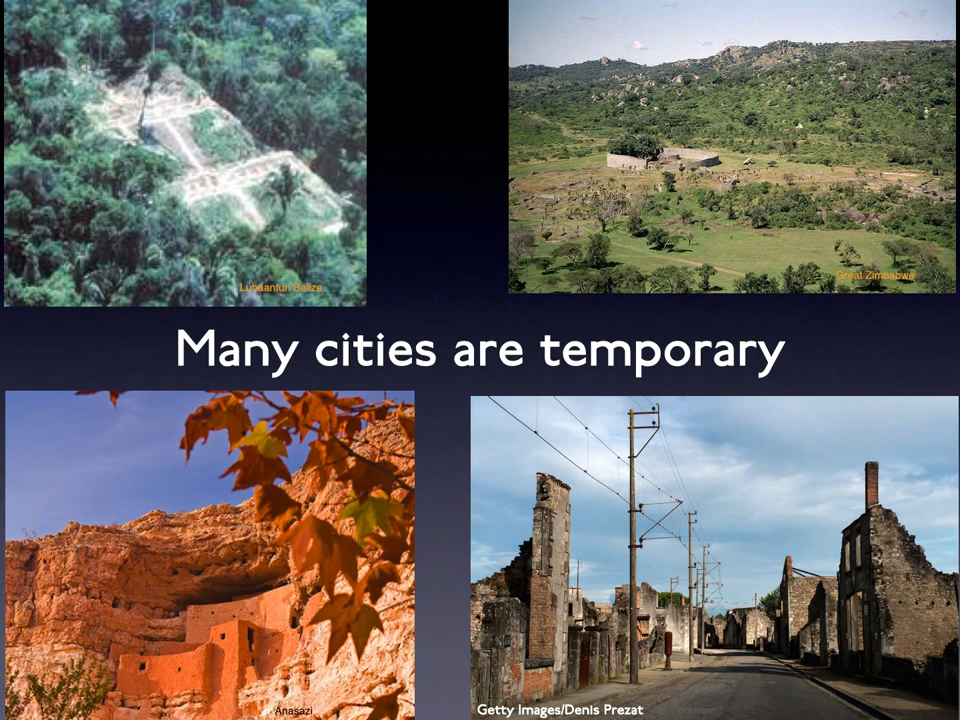 Lubaantun Belize
Great Zimbabwe
Many cities are temporary
Anasazi
Getty Images/Denis Prezat